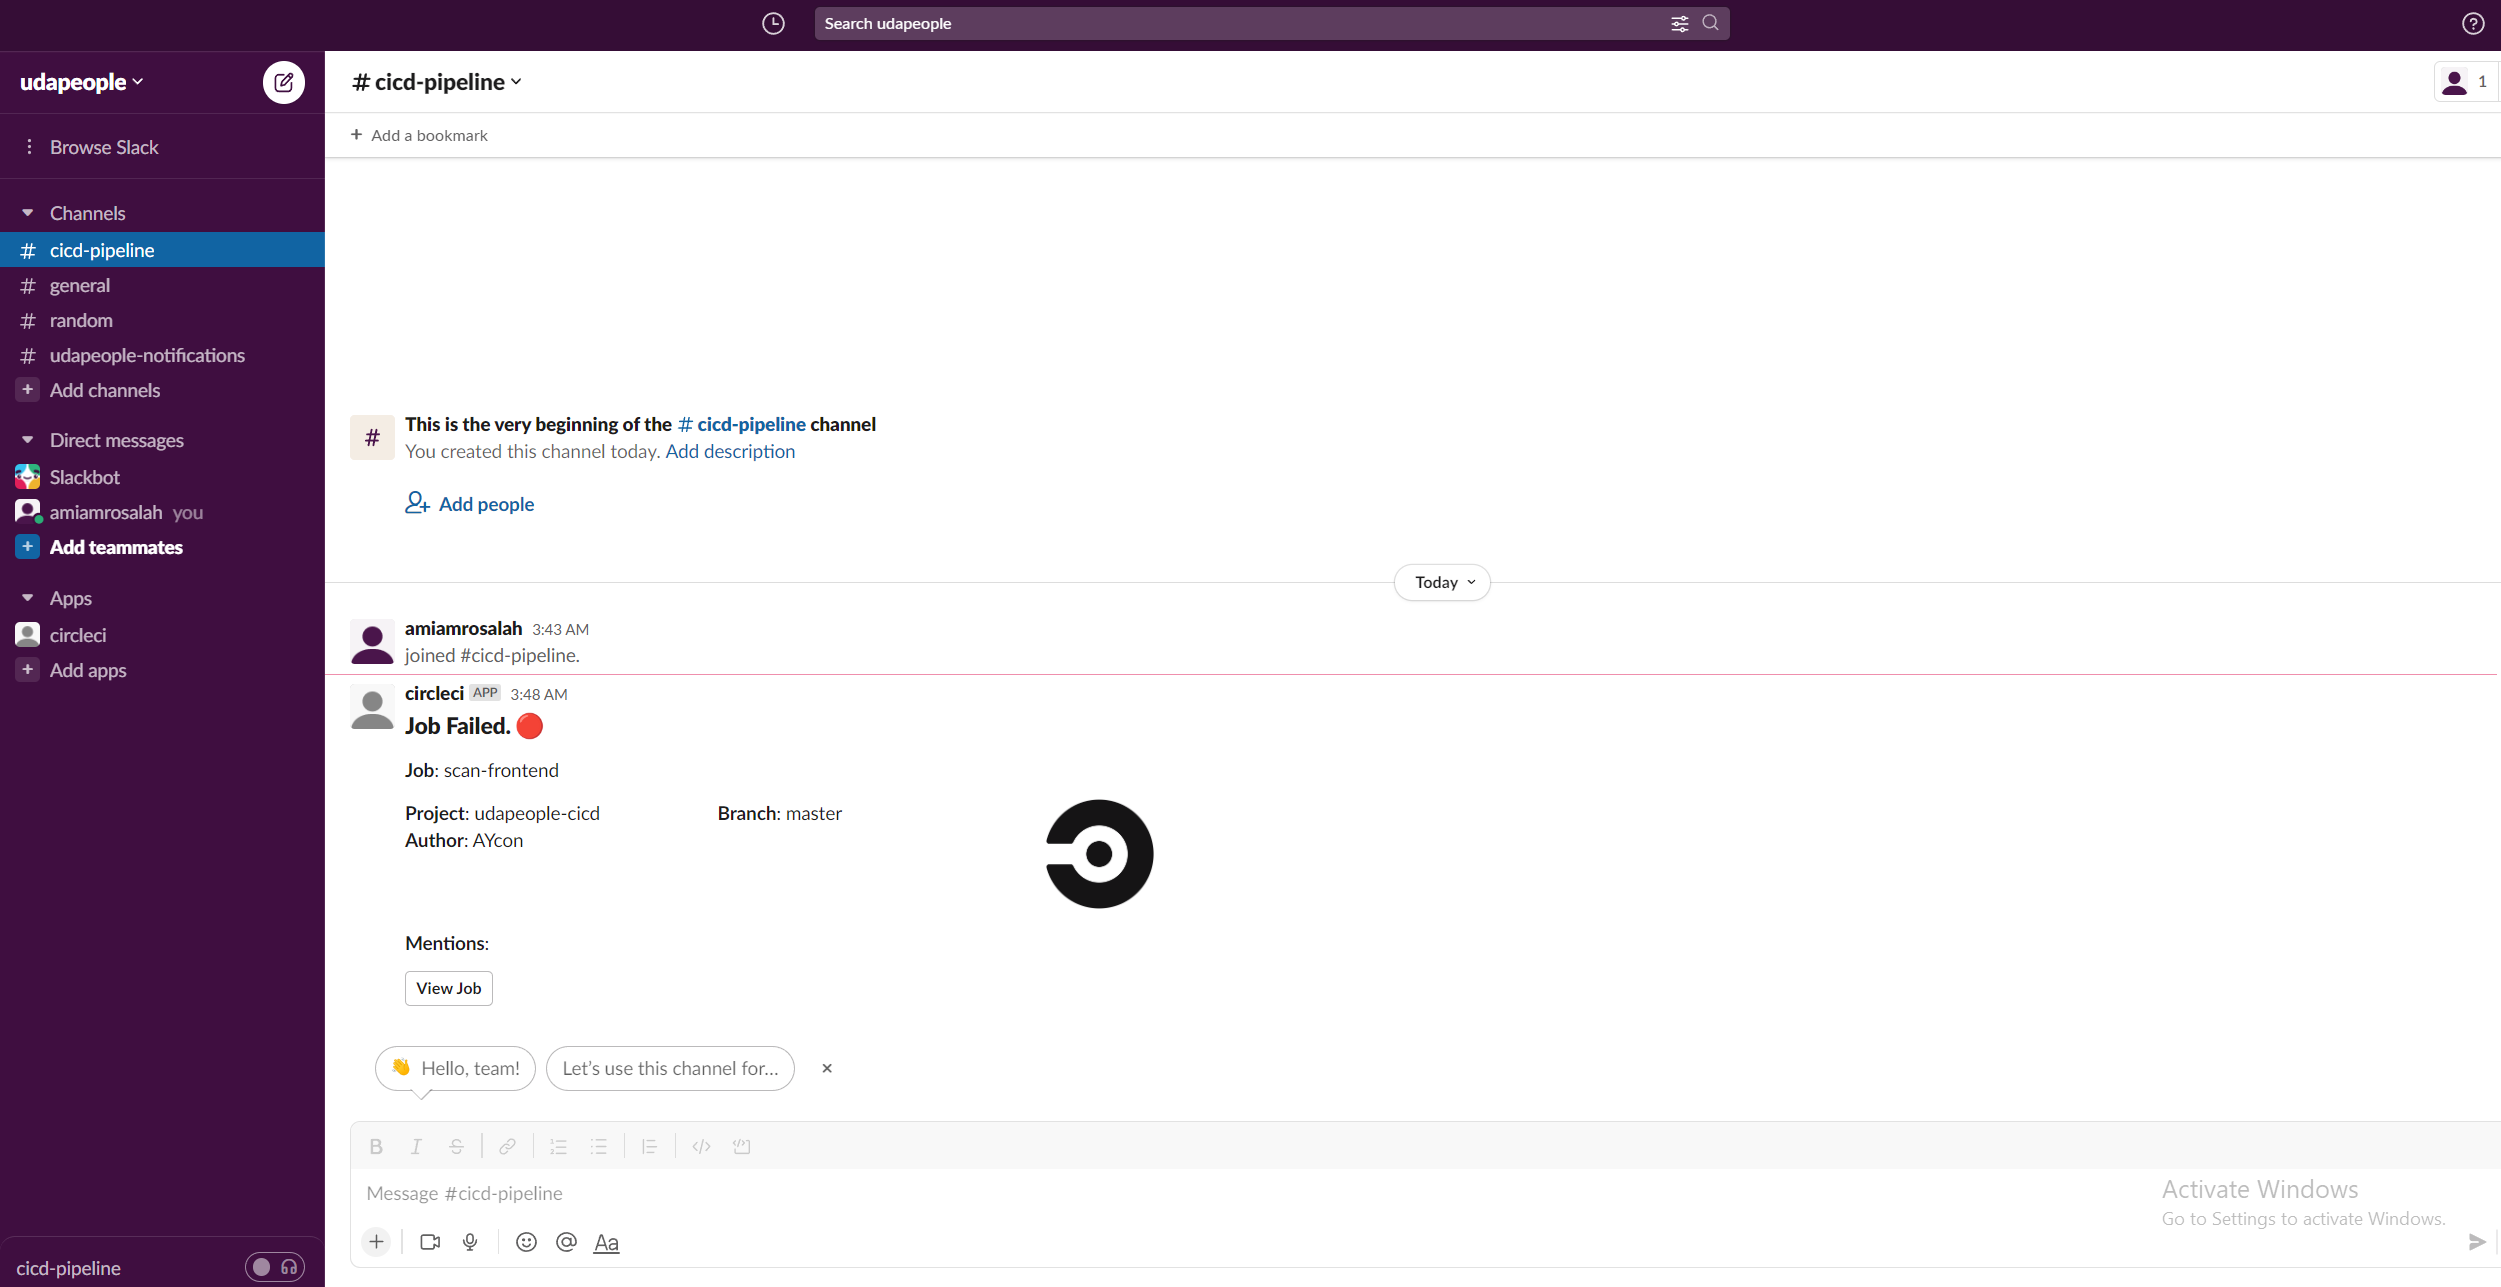 Search udapeople
udapeople
Browse Slack
Channels
# cicd-pipeline
# general
# random
# udapeople-notifications
+ Add channels
Direct messages
Slackbot
amiamrosalah you
+ Add teammates
Apps
circleci
+ Add apps
cicd-pipeline
# cicd-pipeline
1
+ Add a bookmark
#
This is the very beginning of the # cicd-pipeline channel
You created this channel today. Add description
Add people
Today
amiamrosalah 3:43 AM
joined #cicd-pipeline.
circleci APP 3:48 AM
Job Failed.
Job: scan-frontend
Project: udapeople-cicd Branch: master
Author: AYcon
Mentions:
View Job
Hello, team! Let’s use this channel for... ×
B I S
Message #cicd-pipeline
+ @ Aa
Activate Windows
Go to Settings to activate Windows.